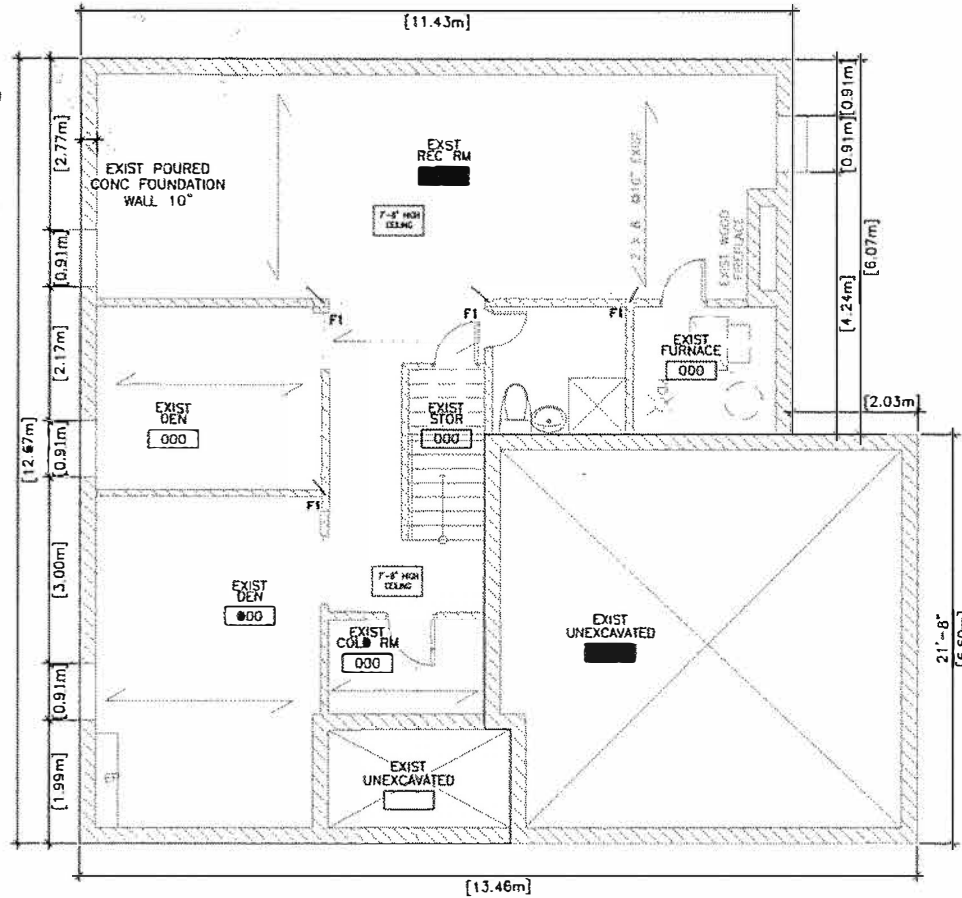 [11.43m]
[0.91m]
[0.91m]
[2.77m]
EXST
REC RM
EXIST POURED
CONC FOUNDATION
WALL 10"
7'-8" HIGH
CEILING
2 X 8 @16" EXIST
EXIST WOOD
FIREPLACE
[6.07m]
[0.91m]
[4.24m]
F1
F1
F1
EXIST
FURNACE
000
[2.17m]
EXIST
DEN
000
EXIST
STOR
000
[2.03m]
[12.67m]
[0.91m]
F1
[3.00m]
7'-8" HIGH
CEILING
EXIST
DEN
000
EXIST
COLD RM
000
EXIST
UNEXCAVATED
21'-8"
[0.91m]
[1.99m]
EXIST
UNEXCAVATED
[13.46m]